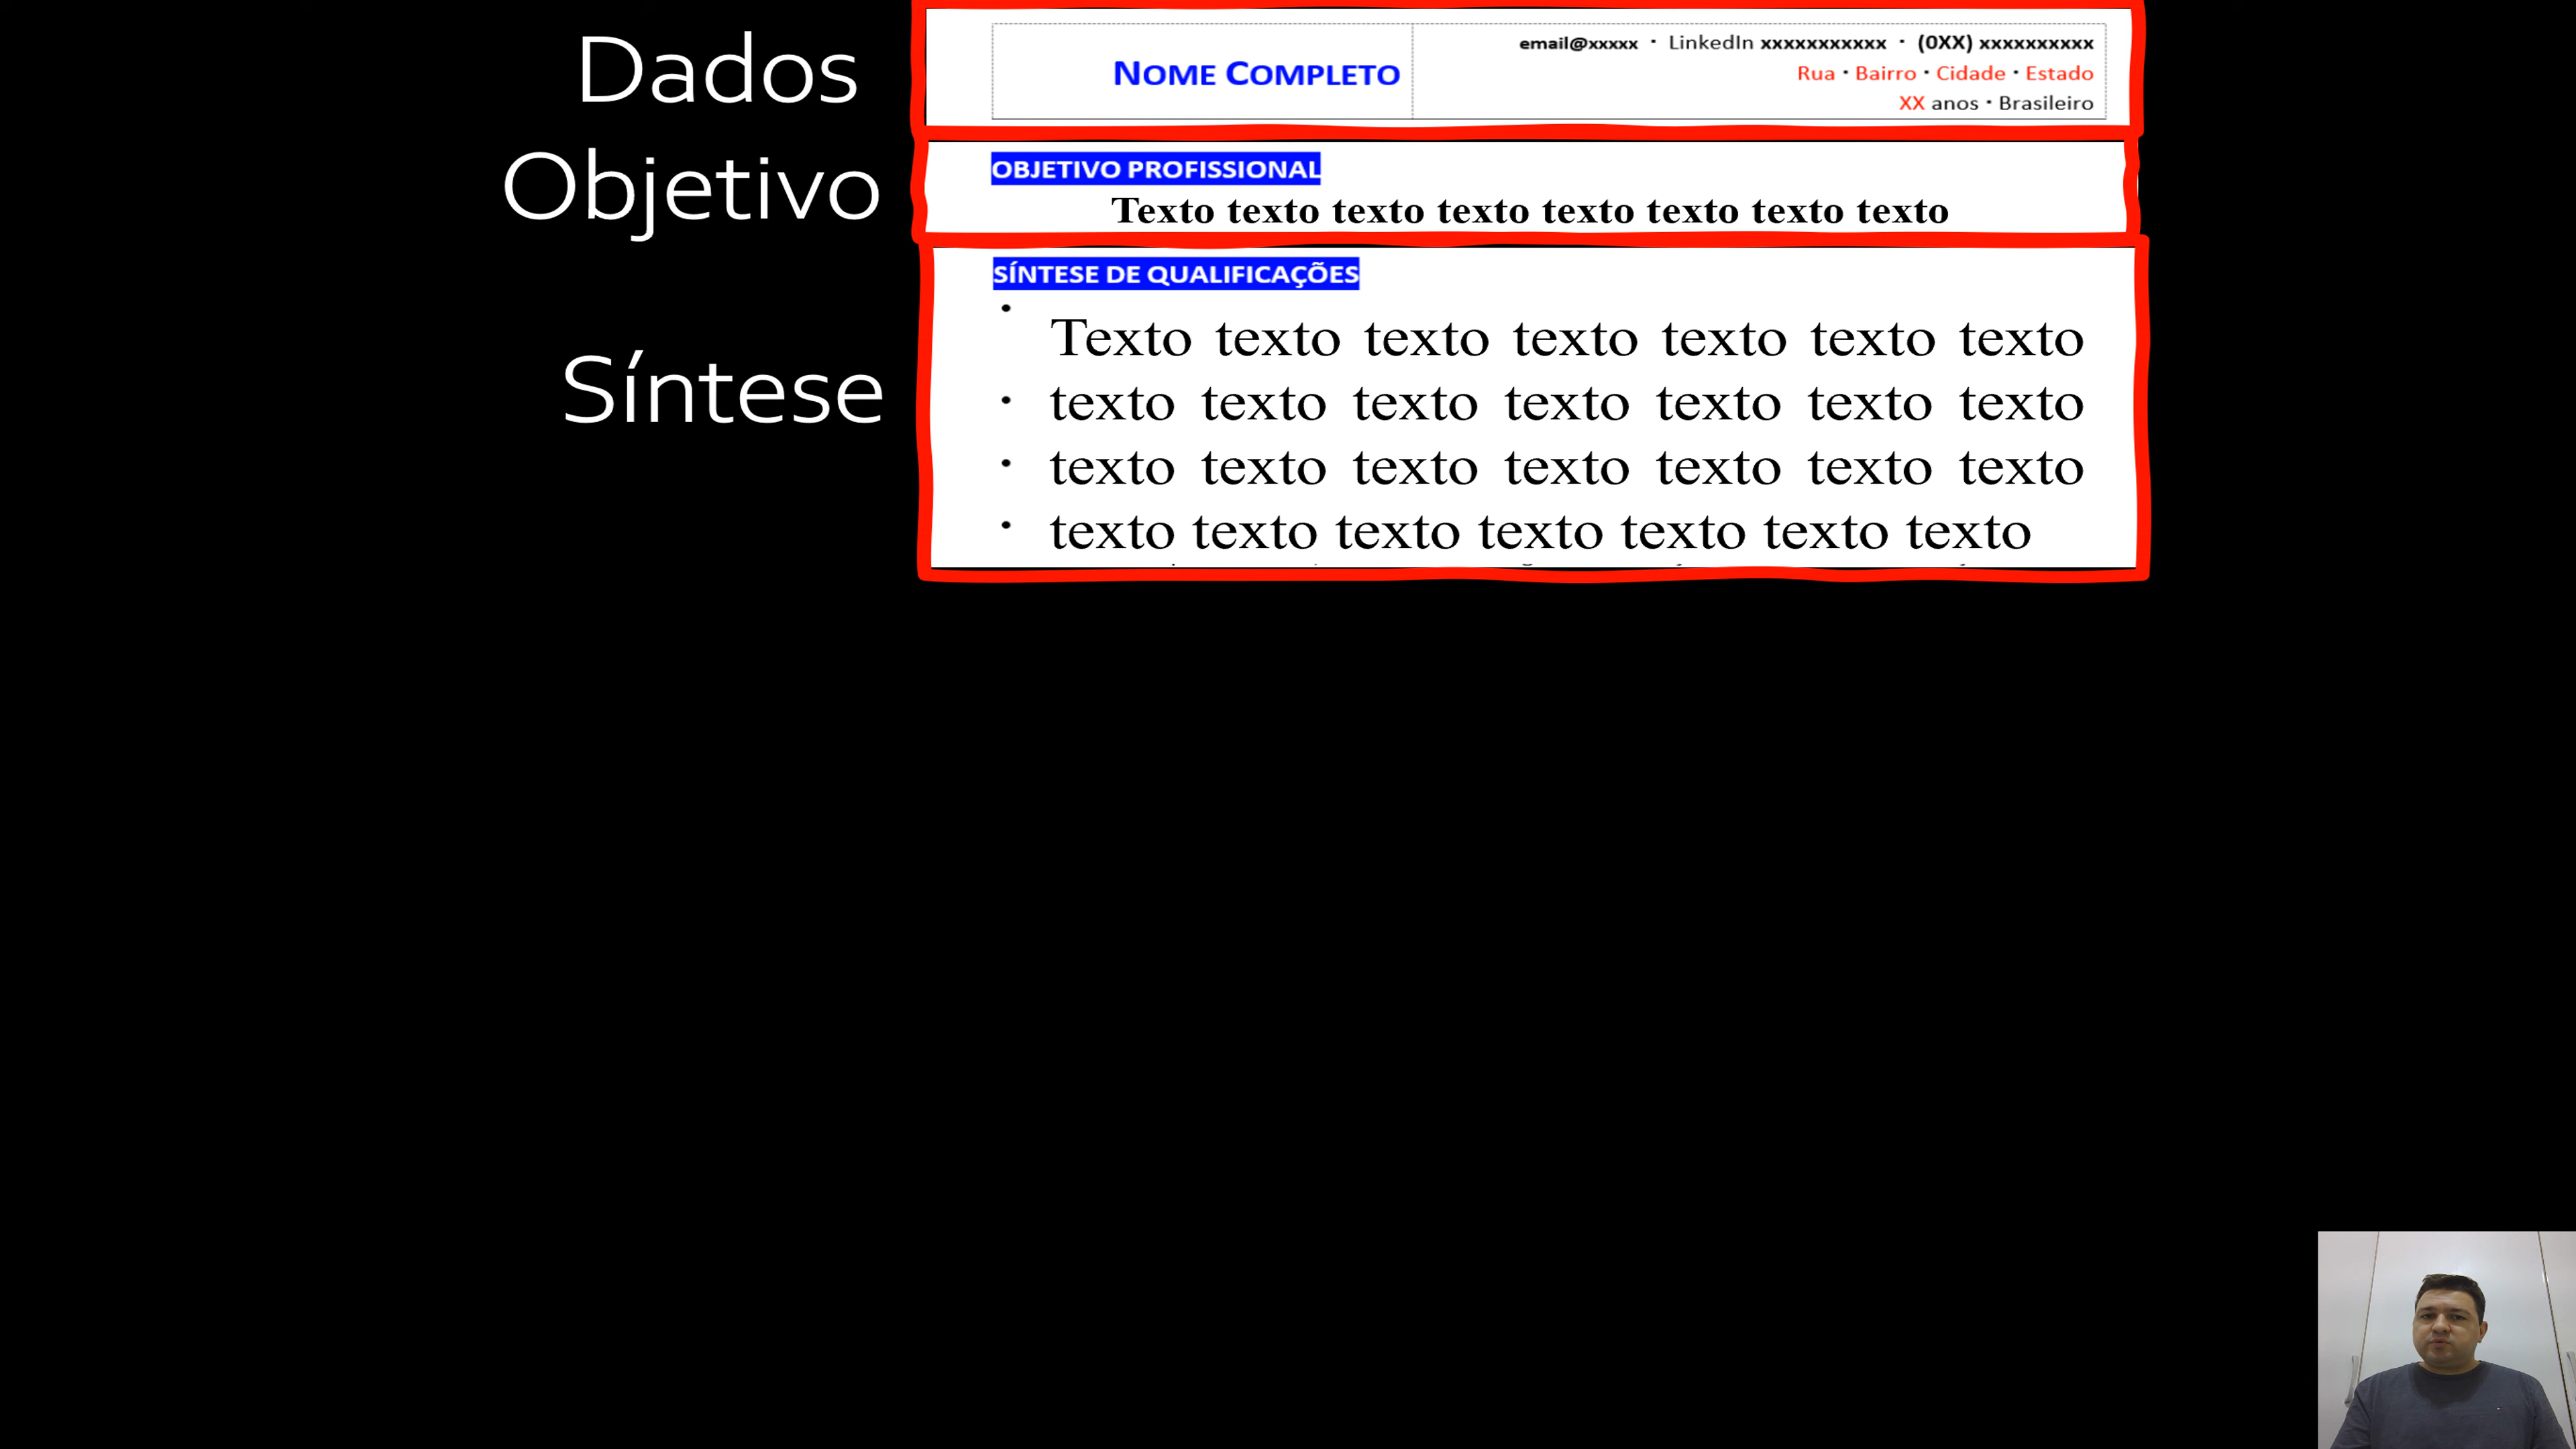 Dados
NOME COMPLETO
email@xxxxx · LinkedIn xxxxxxxxxxx · (0XX) xxxxxxxxxx
Rua · Bairro · Cidade · Estado
XX anos · Brasileiro
Objetivo
OBJETIVO PROFISSIONAL
Texto texto texto texto texto texto texto texto
Síntese
SÍNTESE DE QUALIFICAÇÕES
• Texto texto texto texto texto texto texto
• texto texto texto texto texto texto texto
• texto texto texto texto texto texto texto
• texto texto texto texto texto texto texto